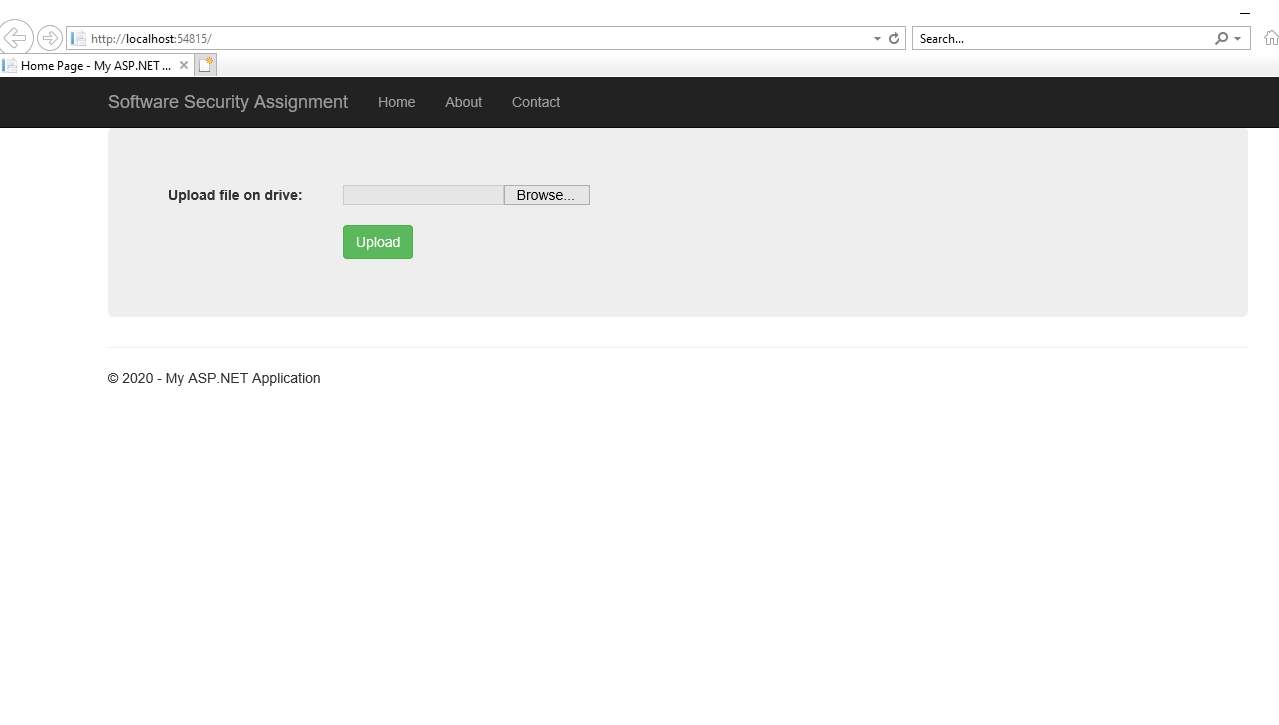 http://localhost:54815/
Search...
Home Page - My ASP.NET ...
Software Security Assignment Home About Contact
Upload file on drive: Browse...
Upload
© 2020 - My ASP.NET Application